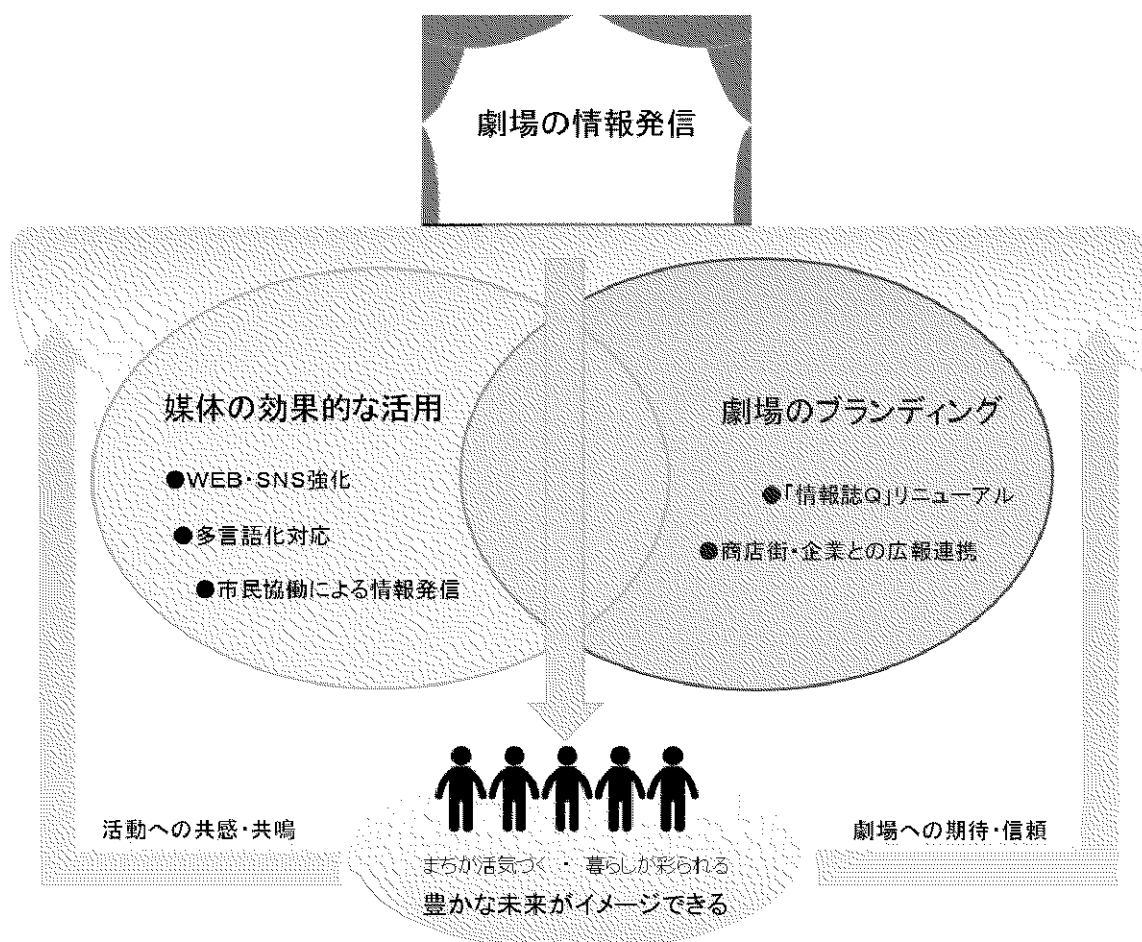 劇場の情報発信
媒体の効果的な活用
●WEB・SNS強化
●多言語化対応
●市民協働による情報発信
劇場のブランディング
●「情報誌Q」リニューアル
●商店街・企業との広報連携
活動への共感・共鳴
劇場への期待・信頼
まちが活気づく ・ 暮らしが彩られる
豊かな未来がイメージできる